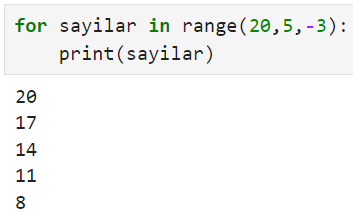 for sayilar in range(20,5,-3):
    print(sayilar)
20
17
14
11
8